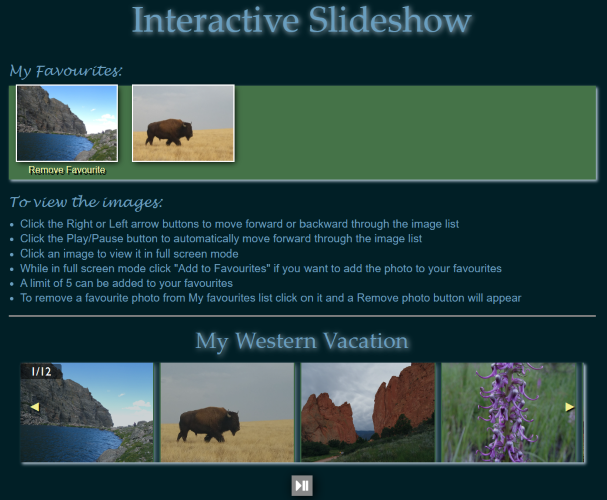 Interactive Slideshow
My Favourites:
Remove Favourite
To view the images:
Click the Right or Left arrow buttons to move forward or backward through the image list
Click the Play/Pause button to automatically move forward through the image list
Click an image to view it in full screen mode
While in full screen mode click "Add to Favourites" if you want to add the photo to your favourites
A limit of 5 can be added to your favourites
To remove a favourite photo from My favourites list click on it and a Remove photo button will appear
My Western Vacation
1/12